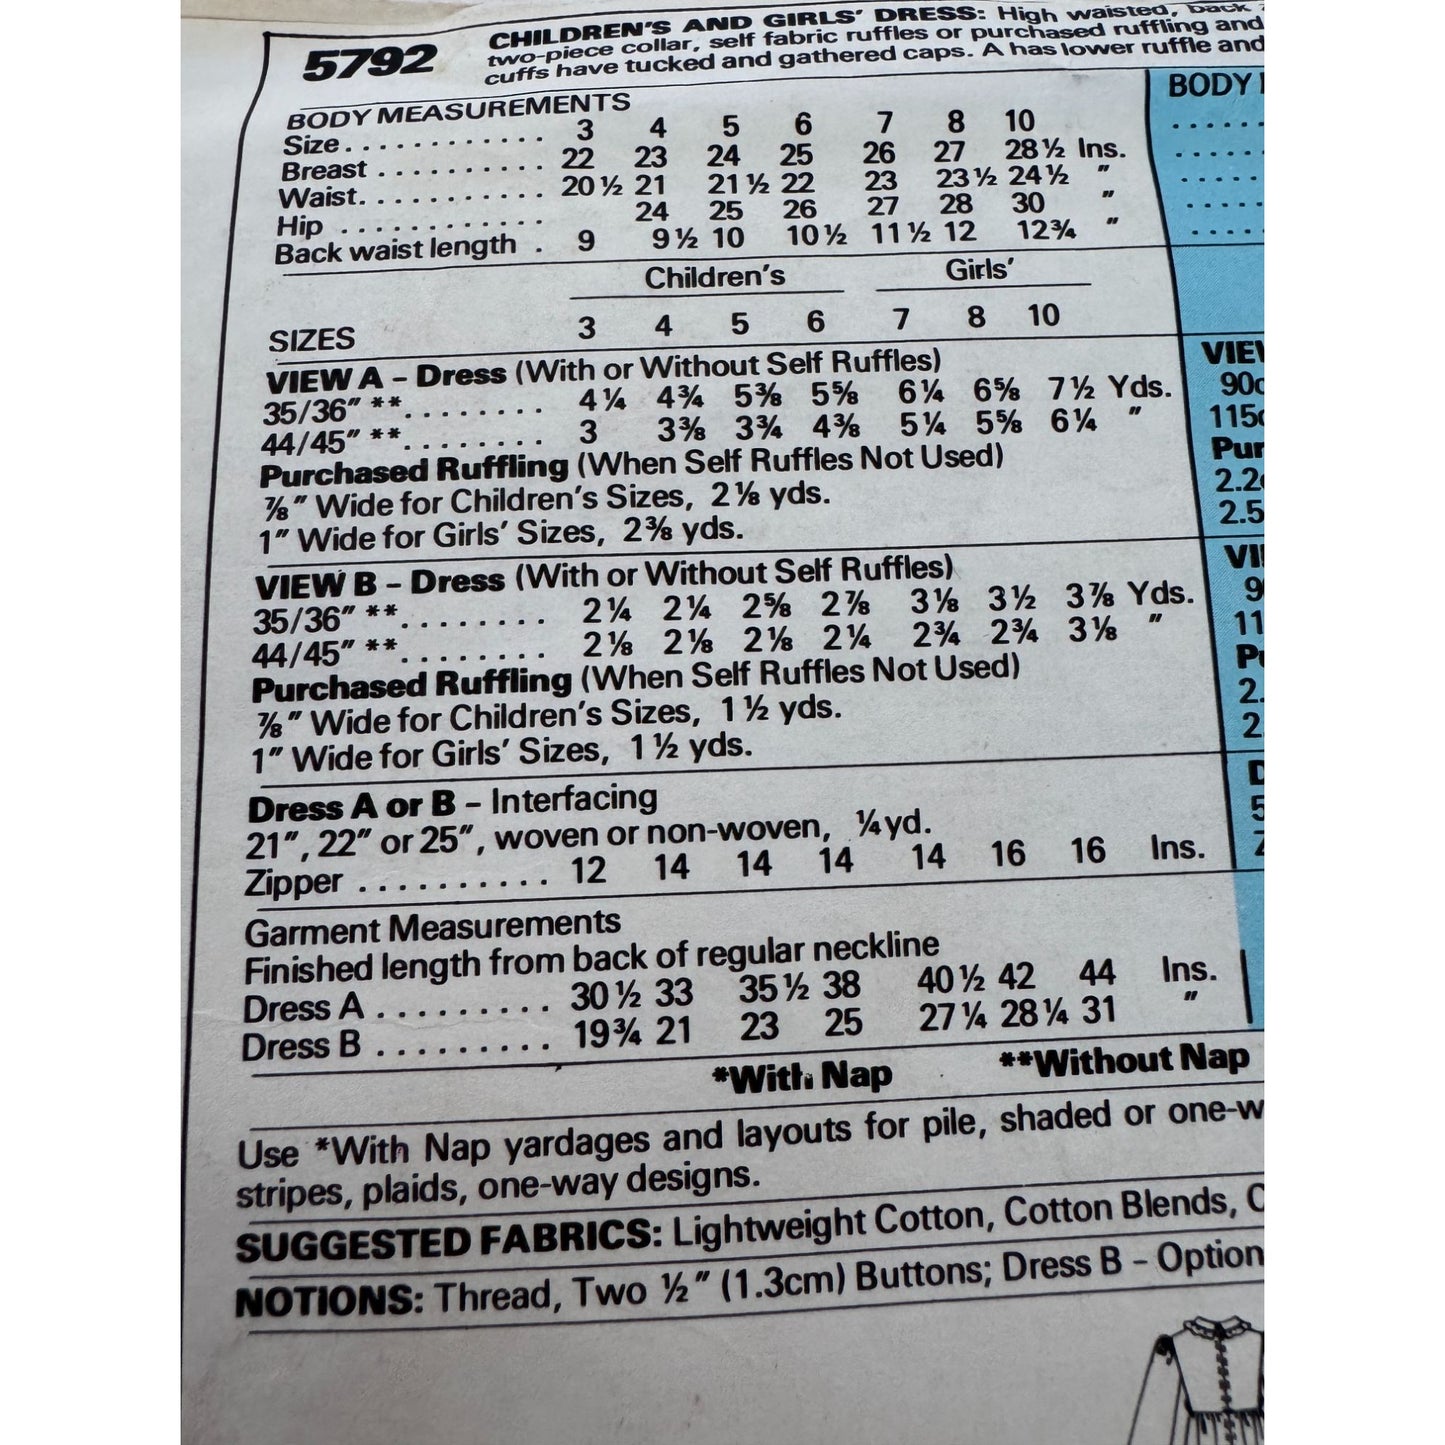 5792
CHILDREN'S AND GIRLS' DRESS: High waisted, back
two-piece collar, self fabric ruffles or purchased ruffling and
cuffs have tucked and gathered caps. A has lower ruffle and
BODY MEASUREMENTS
Size............ 3 4 5 6 7 8 10
Breast .......... 22 23 24 25 26 27 28½ Ins.
Waist........... 20½ 21 21½ 22 23 23½ 24½ "
Hip ............ 24 25 26 27 28 30 "
Back waist length . 9 9½ 10 10½ 11½ 12 12¾ "
Children's Girls'
SIZES 3 4 5 6 7 8 10
VIEW A – Dress (With or Without Self Ruffles)
35/36" **........ 4¼ 4¾ 5⅜ 5⅝ 6¼ 6⅝ 7½ Yds.
44/45" **........ 3 3⅜ 3¾ 4⅜ 5¼ 5⅝ 6¼ "
Purchased Ruffling (When Self Ruffles Not Used)
⅞" Wide for Children's Sizes, 2⅛ yds.
1" Wide for Girls' Sizes, 2⅜ yds.
VIEW B – Dress (With or Without Self Ruffles)
35/36" **........ 2¼ 2¼ 2⅝ 2⅞ 3⅛ 3½ 3⅞ Yds.
44/45" **........ 2⅛ 2⅛ 2⅛ 2¼ 2¾ 2¾ 3⅛ "
Purchased Ruffling (When Self Ruffles Not Used)
⅞" Wide for Children's Sizes, 1½ yds.
1" Wide for Girls' Sizes, 1½ yds.
Dress A or B – Interfacing
21", 22" or 25", woven or non-woven, ¼ yd.
Zipper .......... 12 14 14 14 14 16 16 Ins.
Garment Measurements
Finished length from back of regular neckline
Dress A ......... 30½ 33 35½ 38 40½ 42 44 Ins.
Dress B ......... 19¾ 21 23 25 27¼ 28¼ 31 "
*With Nap **Without Nap
Use *With Nap yardages and layouts for pile, shaded or one-w
stripes, plaids, one-way designs.
SUGGESTED FABRICS: Lightweight Cotton, Cotton Blends, C
NOTIONS: Thread, Two ½" (1.3cm) Buttons; Dress B – Option
BODY
VIEW
90c
115c
Pur
2.2
2.5
VI
9
11
P
2.
2
5